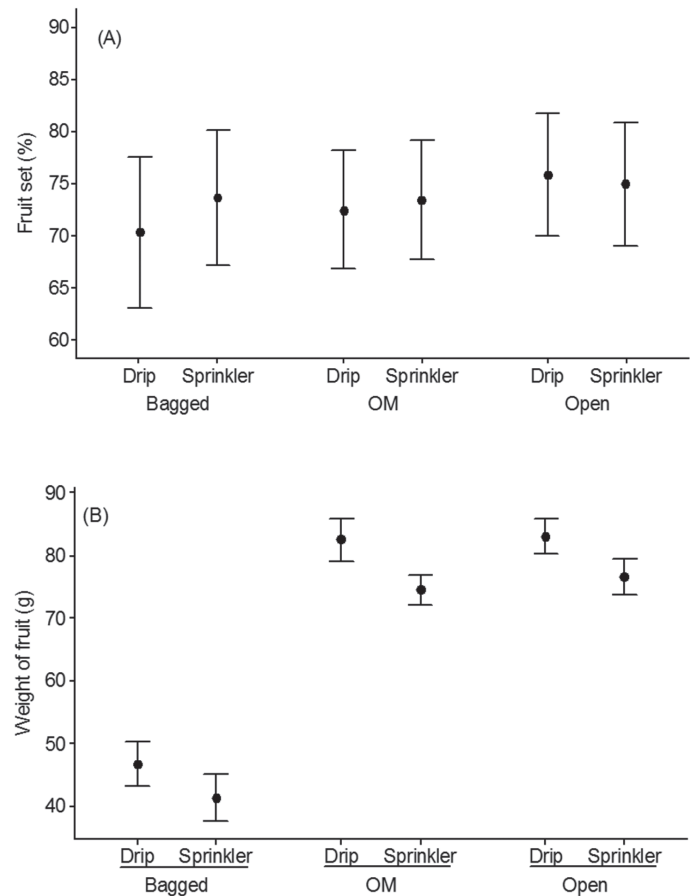 (A)
90
85
80
75
70
65
60
Fruit set (%)
Drip Sprinkler Drip Sprinkler Drip Sprinkler
Bagged OM Open
(B)
90
80
70
60
50
40
Weight of fruit (g)
Drip Sprinkler Drip Sprinkler Drip Sprinkler
Bagged OM Open